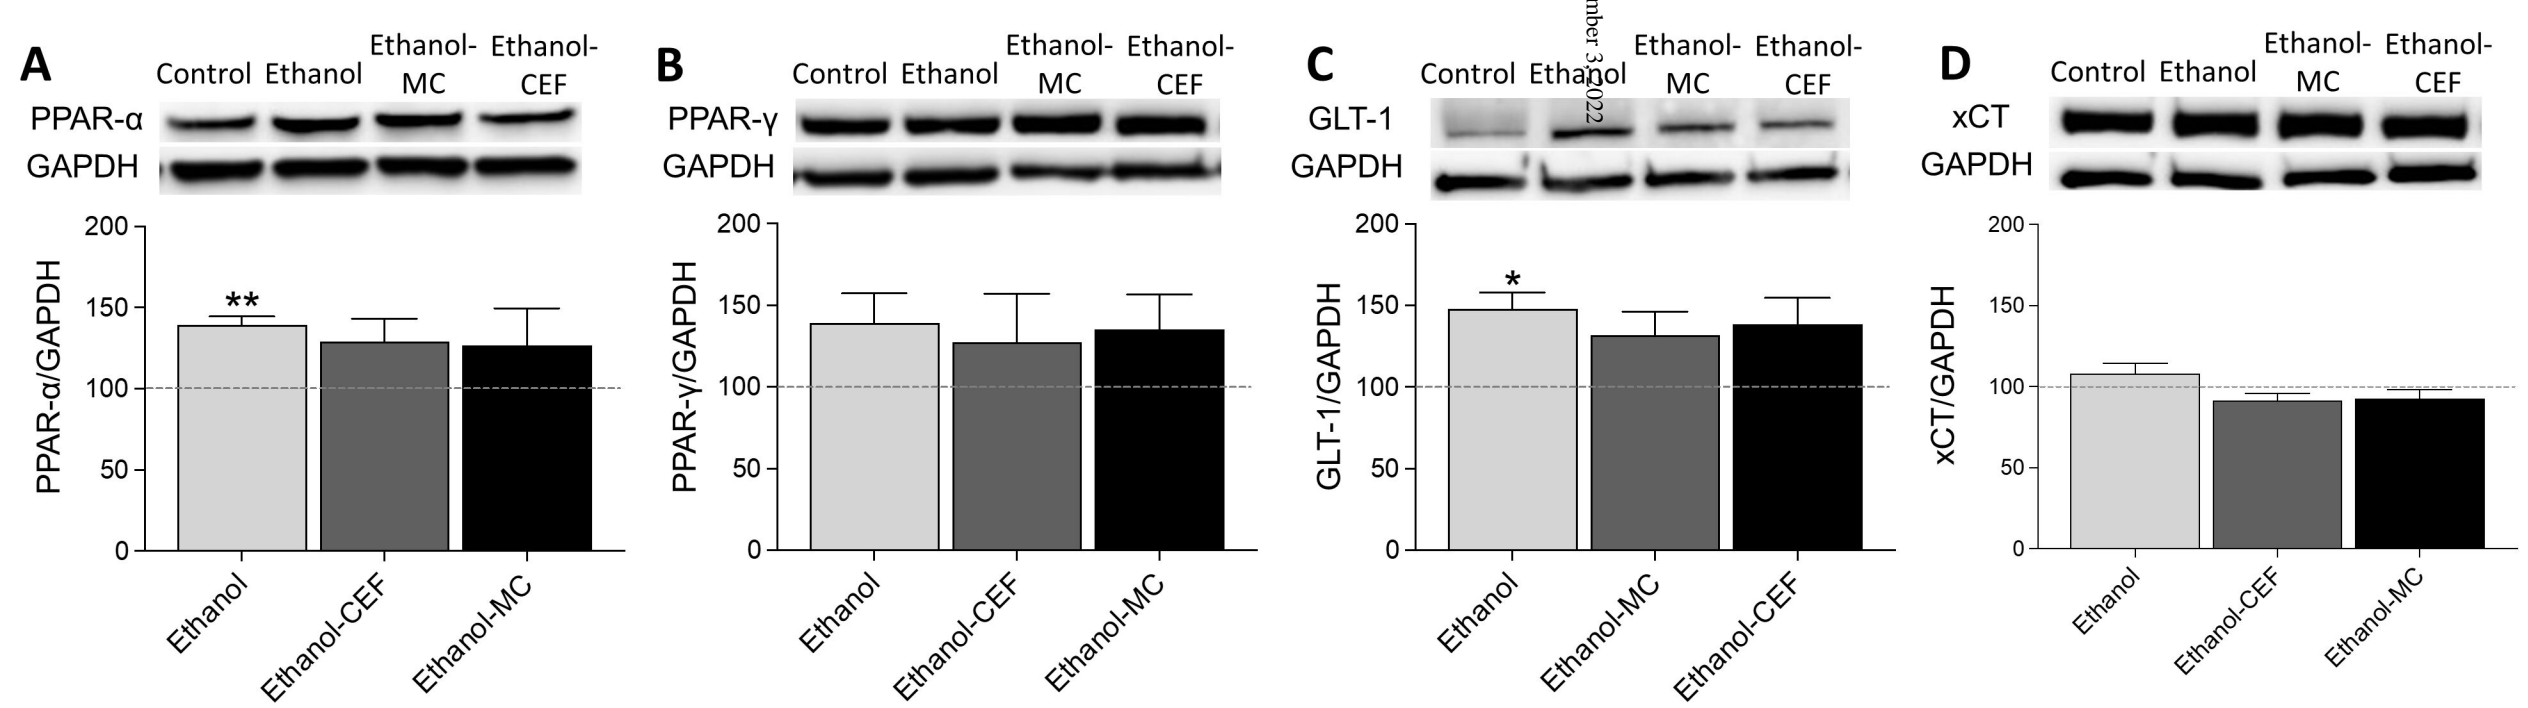 A
Control Ethanol Ethanol-MC Ethanol-CEF
PPAR-α
GAPDH
PPAR-α/GAPDH
200
150
100
50
0
**
Ethanol
Ethanol-CEF
Ethanol-MC
B
Control Ethanol Ethanol-MC Ethanol-CEF
PPAR-γ
GAPDH
PPAR-γ/GAPDH
200
150
100
50
0
Ethanol
Ethanol-CEF
Ethanol-MC
C
Control Ethanol Ethanol-MC Ethanol-CEF
mber 3, 2022
GLT-1
GAPDH
GLT-1/GAPDH
200
150
100
50
0
*
Ethanol
Ethanol-MC
Ethanol-CEF
D
Control Ethanol Ethanol-MC Ethanol-CEF
xCT
GAPDH
xCT/GAPDH
200
150
100
50
0
Ethanol
Ethanol-CEF
Ethanol-MC